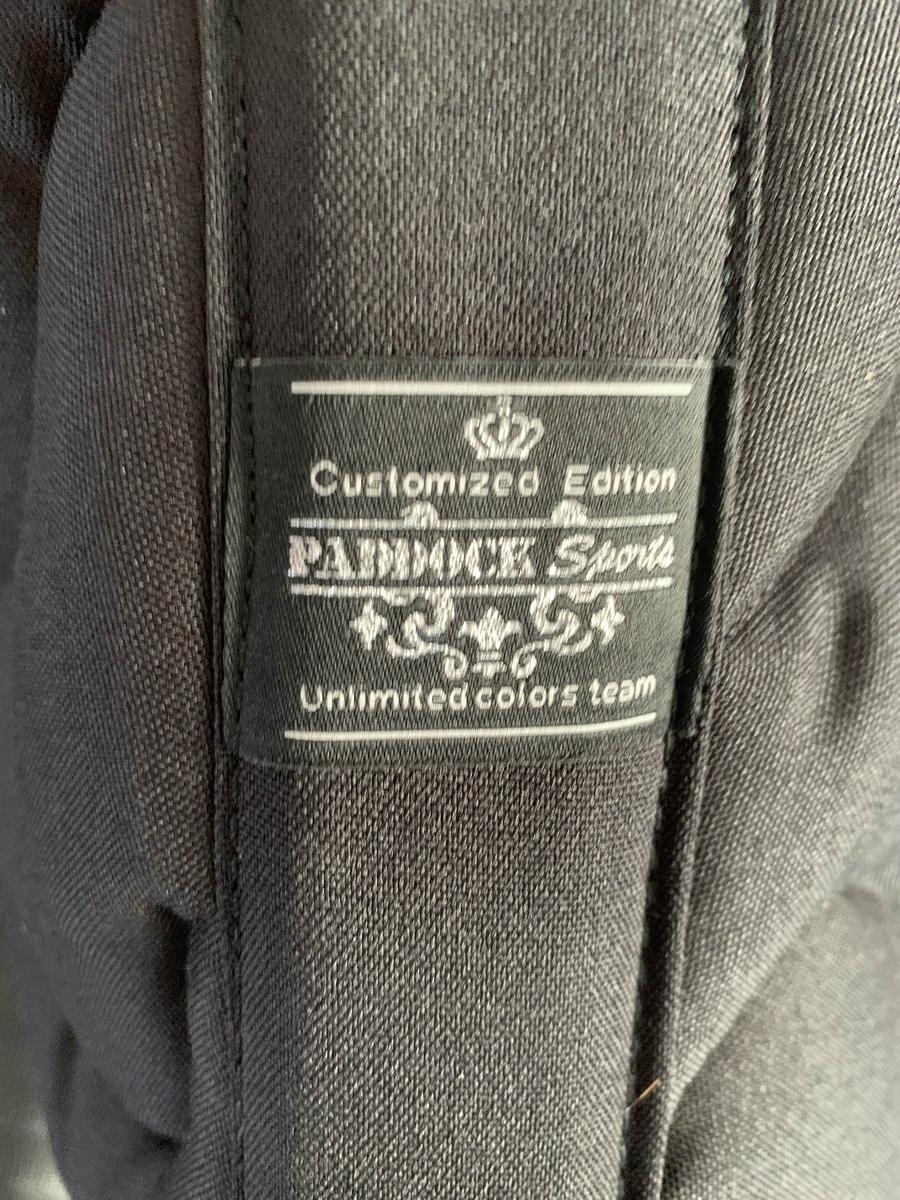 Customized Edition
PADDOCK Sports
Unlimited colors team